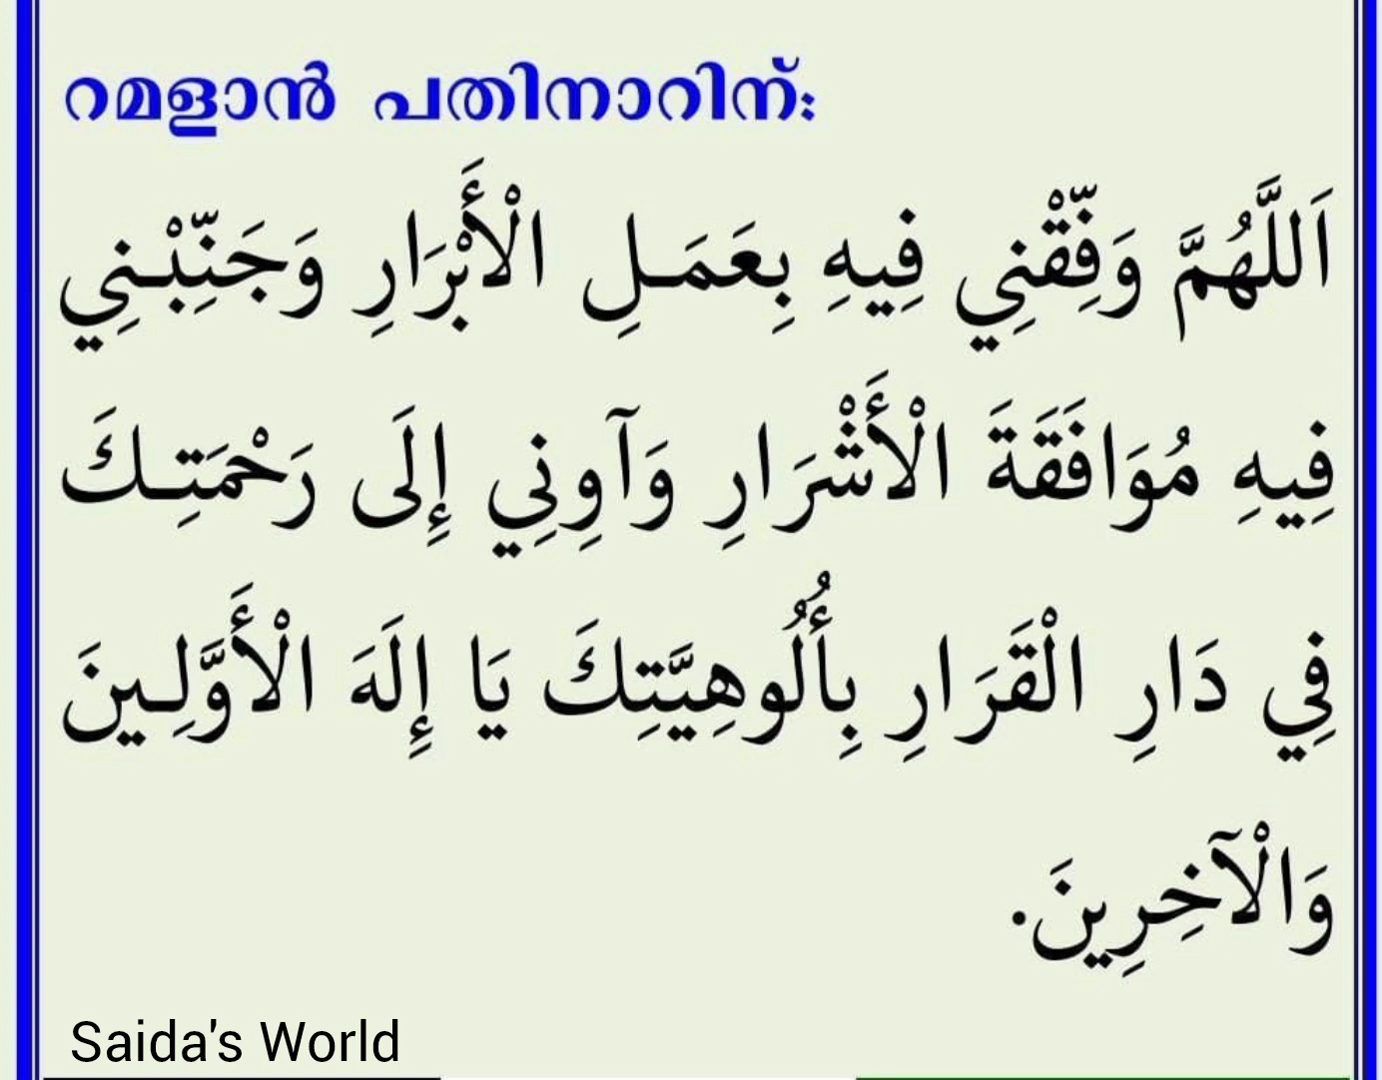 റമളാൻ പതിനാറിന്:
اَللَّهُمَّ وَفِّقْنِي فِيهِ بِعَمَلِ الْأَبْرَارِ وَجَنِّبْنِي
فِيهِ مُوَافَقَةَ الْأَشْرَارِ وَآوِنِي إِلَى رَحْمَتِكَ
فِي دَارِ الْقَرَارِ بِأُلُوهِيَّتِكَ يَا إِلَهَ الْأَوَّلِينَ
وَالْآخِرِينَ.
Saida's World